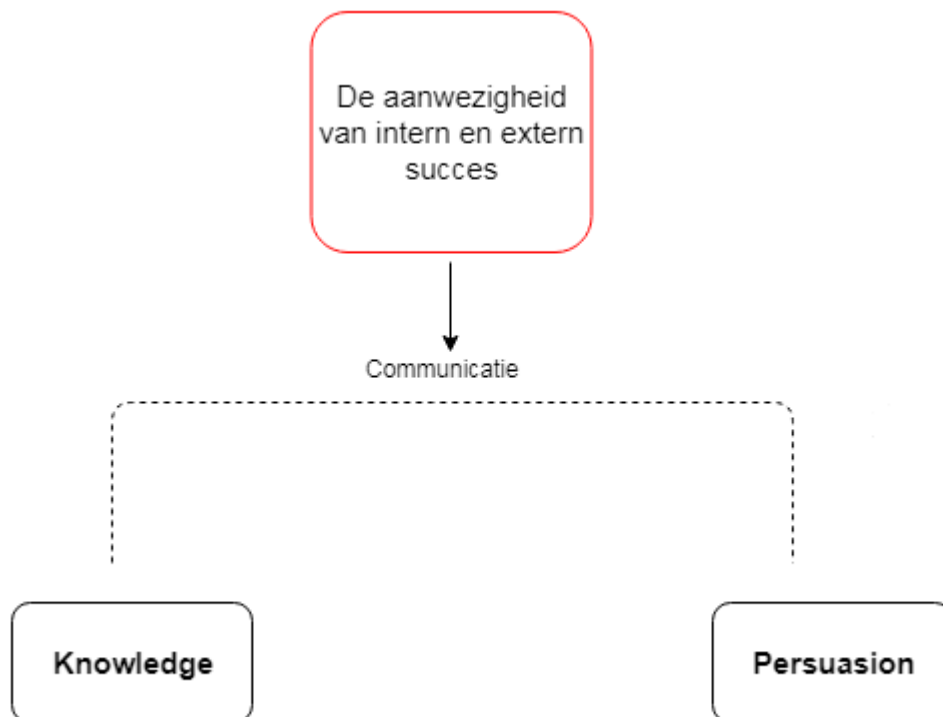 De aanwezigheid
van intern en extern
succes
Communicatie
Knowledge
Persuasion